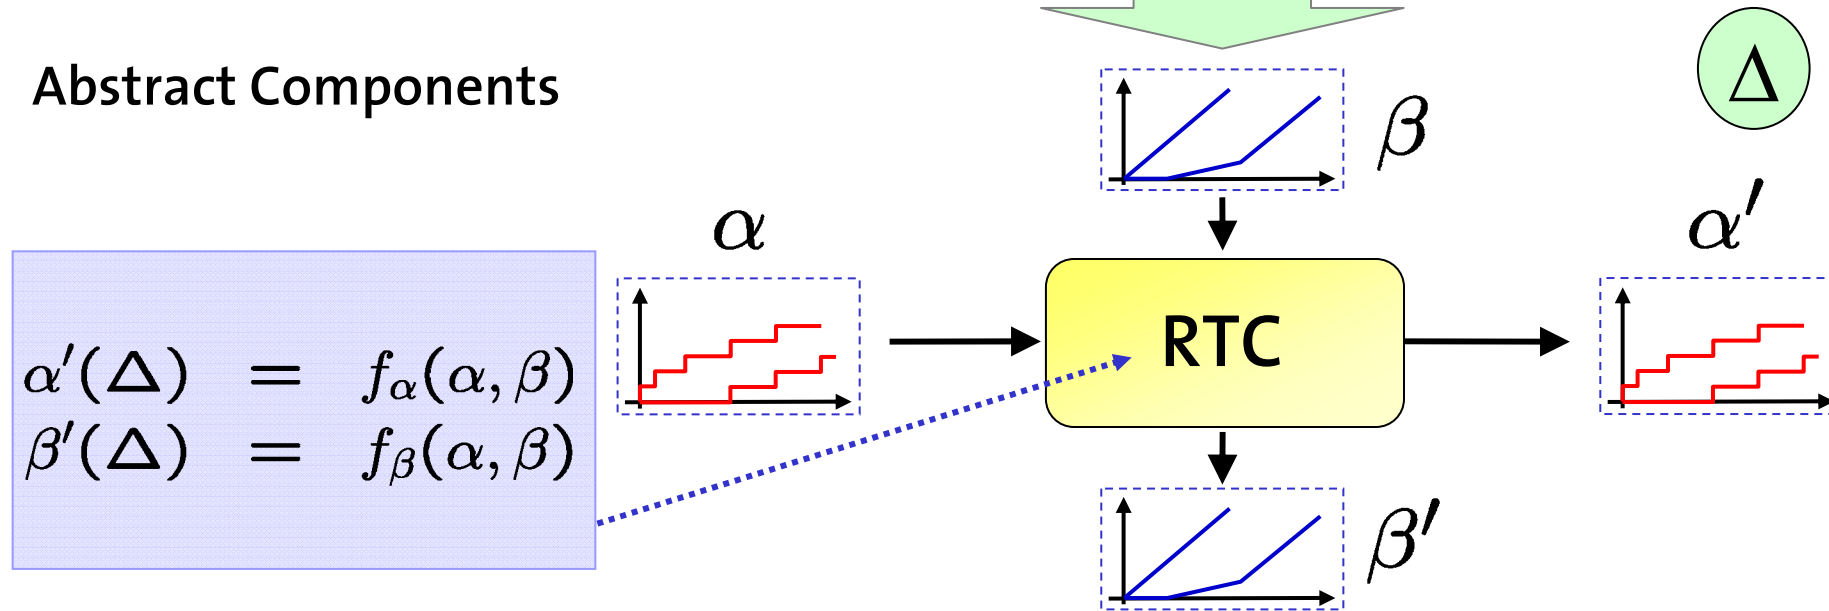 Abstract Components
Δ
β
α
α′
RTC
α′(Δ) = f_α(α, β)
β′(Δ) = f_β(α, β)
β′